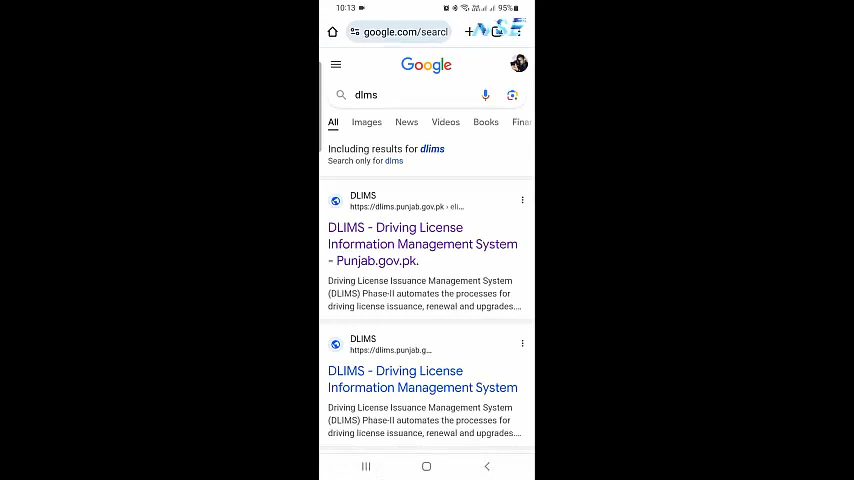 10:13
95%
google.com/searcl
NSE
Google
dlms
All Images News Videos Books Finan
Including results for dlims
Search only for dlms
DLIMS
https://dlims.punjab.gov.pk › eli...
DLIMS - Driving License
Information Management System
- Punjab.gov.pk.
Driving License Issuance Management System
(DLIMS) Phase-II automates the processes for
driving license issuance, renewal and upgrades....
DLIMS
https://dlims.punjab.g...
DLIMS - Driving License
Information Management System
Driving License Issuance Management System
(DLIMS) Phase-II automates the processes for
driving license issuance, renewal and upgrades....